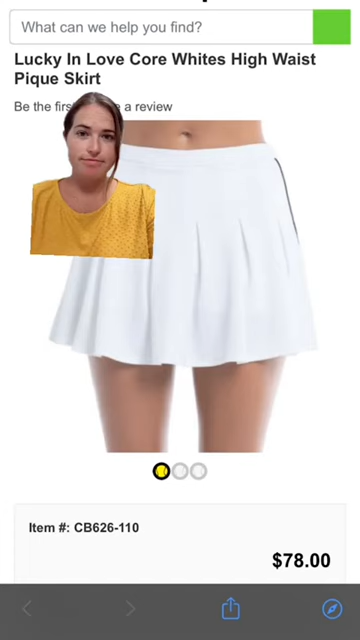 What can we help you find?
Lucky In Love Core Whites High Waist
Pique Skirt
Be the a review
Item #: CB626-110
$78.00